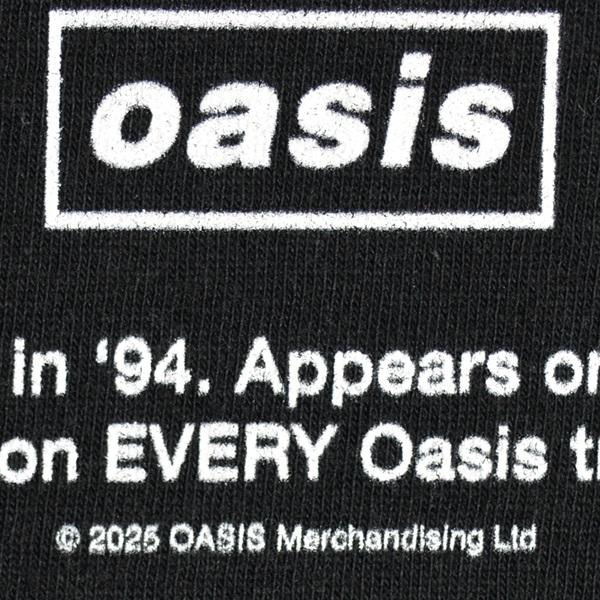 oasis
in ‘94. Appears on
on EVERY Oasis
© 2025 OASIS Merchandising Ltd